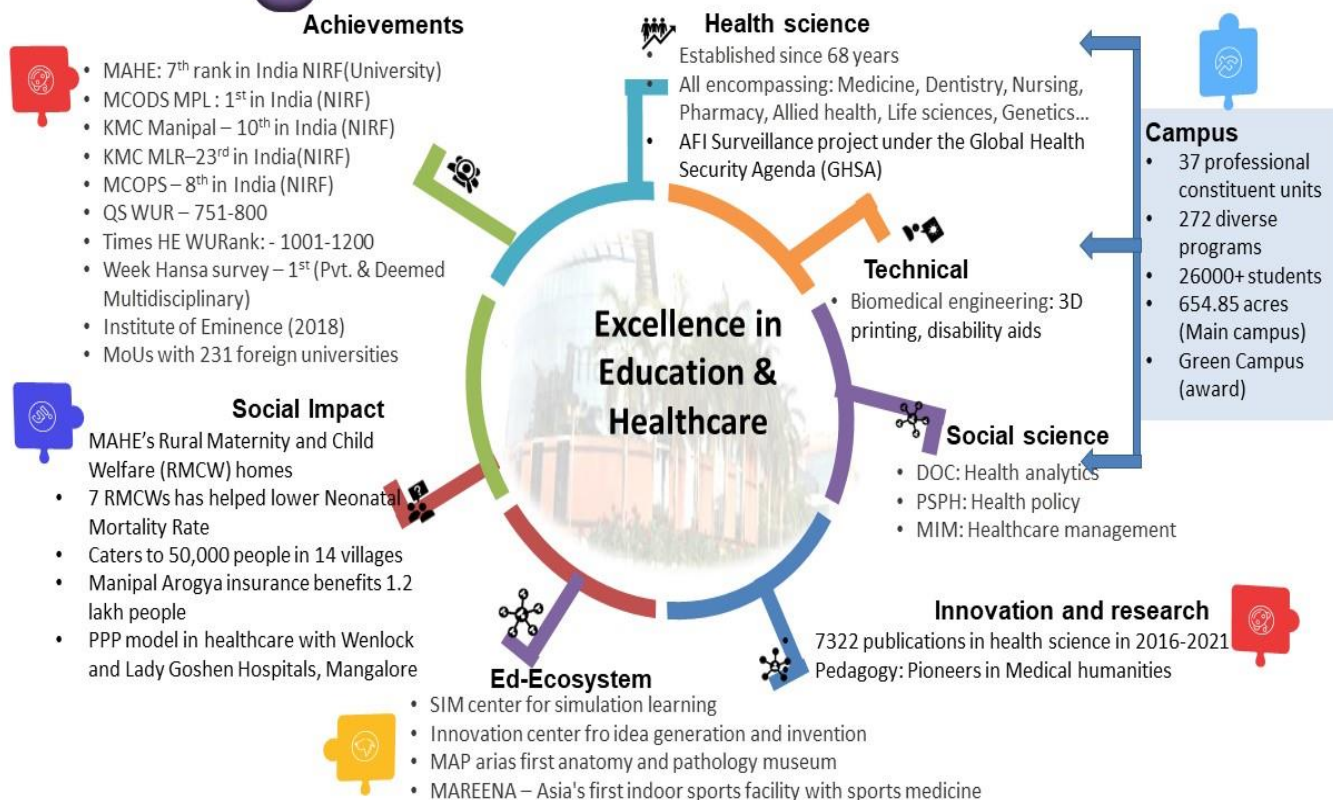 Achievements
MAHE: 7th rank in India NIRF(University)
MCODS MPL : 1st in India (NIRF)
KMC Manipal – 10th in India (NIRF)
KMC MLR–23rd in India(NIRF)
MCOPS – 8th in India (NIRF)
QS WUR – 751-800
Times HE WURank: - 1001-1200
Week Hansa survey – 1st (Pvt. & Deemed
Multidisciplinary)
Institute of Eminence (2018)
MoUs with 231 foreign universities
Health science
Established since 68 years
All encompassing: Medicine, Dentistry, Nursing,
Pharmacy, Allied health, Life sciences, Genetics...
AFI Surveillance project under the Global Health
Security Agenda (GHSA)
Campus
37 professional
constituent units
272 diverse
programs
26000+ students
654.85 acres
(Main campus)
Green Campus
(award)
Technical
Biomedical engineering: 3D
printing, disability aids
Excellence in
Education &
Healthcare
Social science
DOC: Health analytics
PSPH: Health policy
MIM: Healthcare management
Social Impact
MAHE's Rural Maternity and Child
Welfare (RMCW) homes
7 RMCWs has helped lower Neonatal
Mortality Rate
Caters to 50,000 people in 14 villages
Manipal Arogya insurance benefits 1.2
lakh people
PPP model in healthcare with Wenlock
and Lady Goshen Hospitals, Mangalore
Innovation and research
7322 publications in health science in 2016-2021
Pedagogy: Pioneers in Medical humanities
Ed-Ecosystem
SIM center for simulation learning
Innovation center fro idea generation and invention
MAP arias first anatomy and pathology museum
MAREENA – Asia's first indoor sports facility with sports medicine